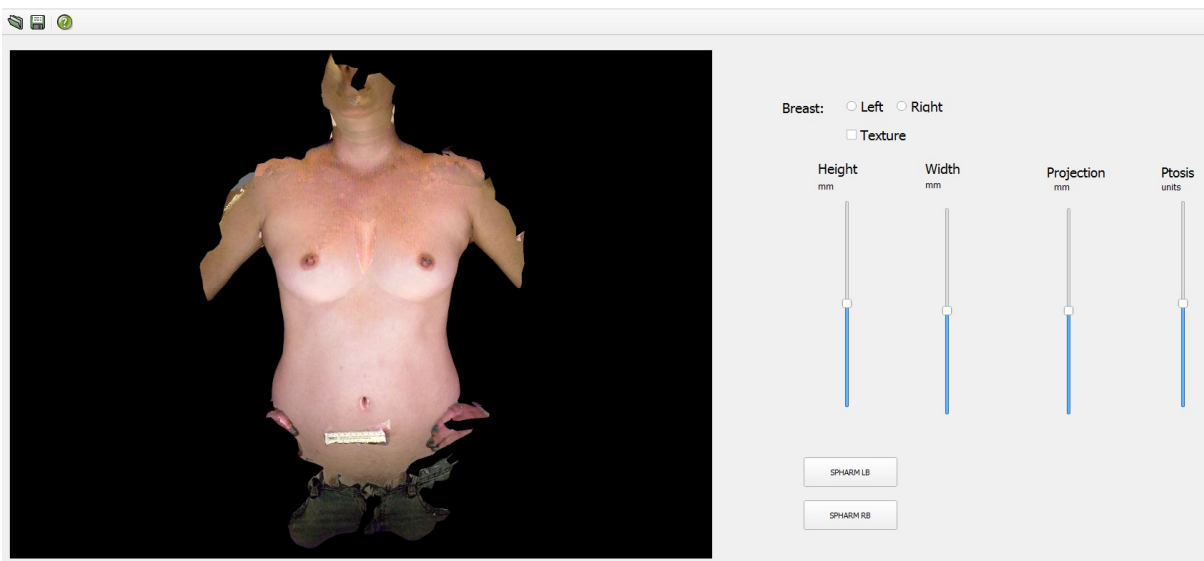 Breast: Left Right
Texture
Height Width Projection Ptosis
mm mm mm units
SPHARM LB
SPHARM RB